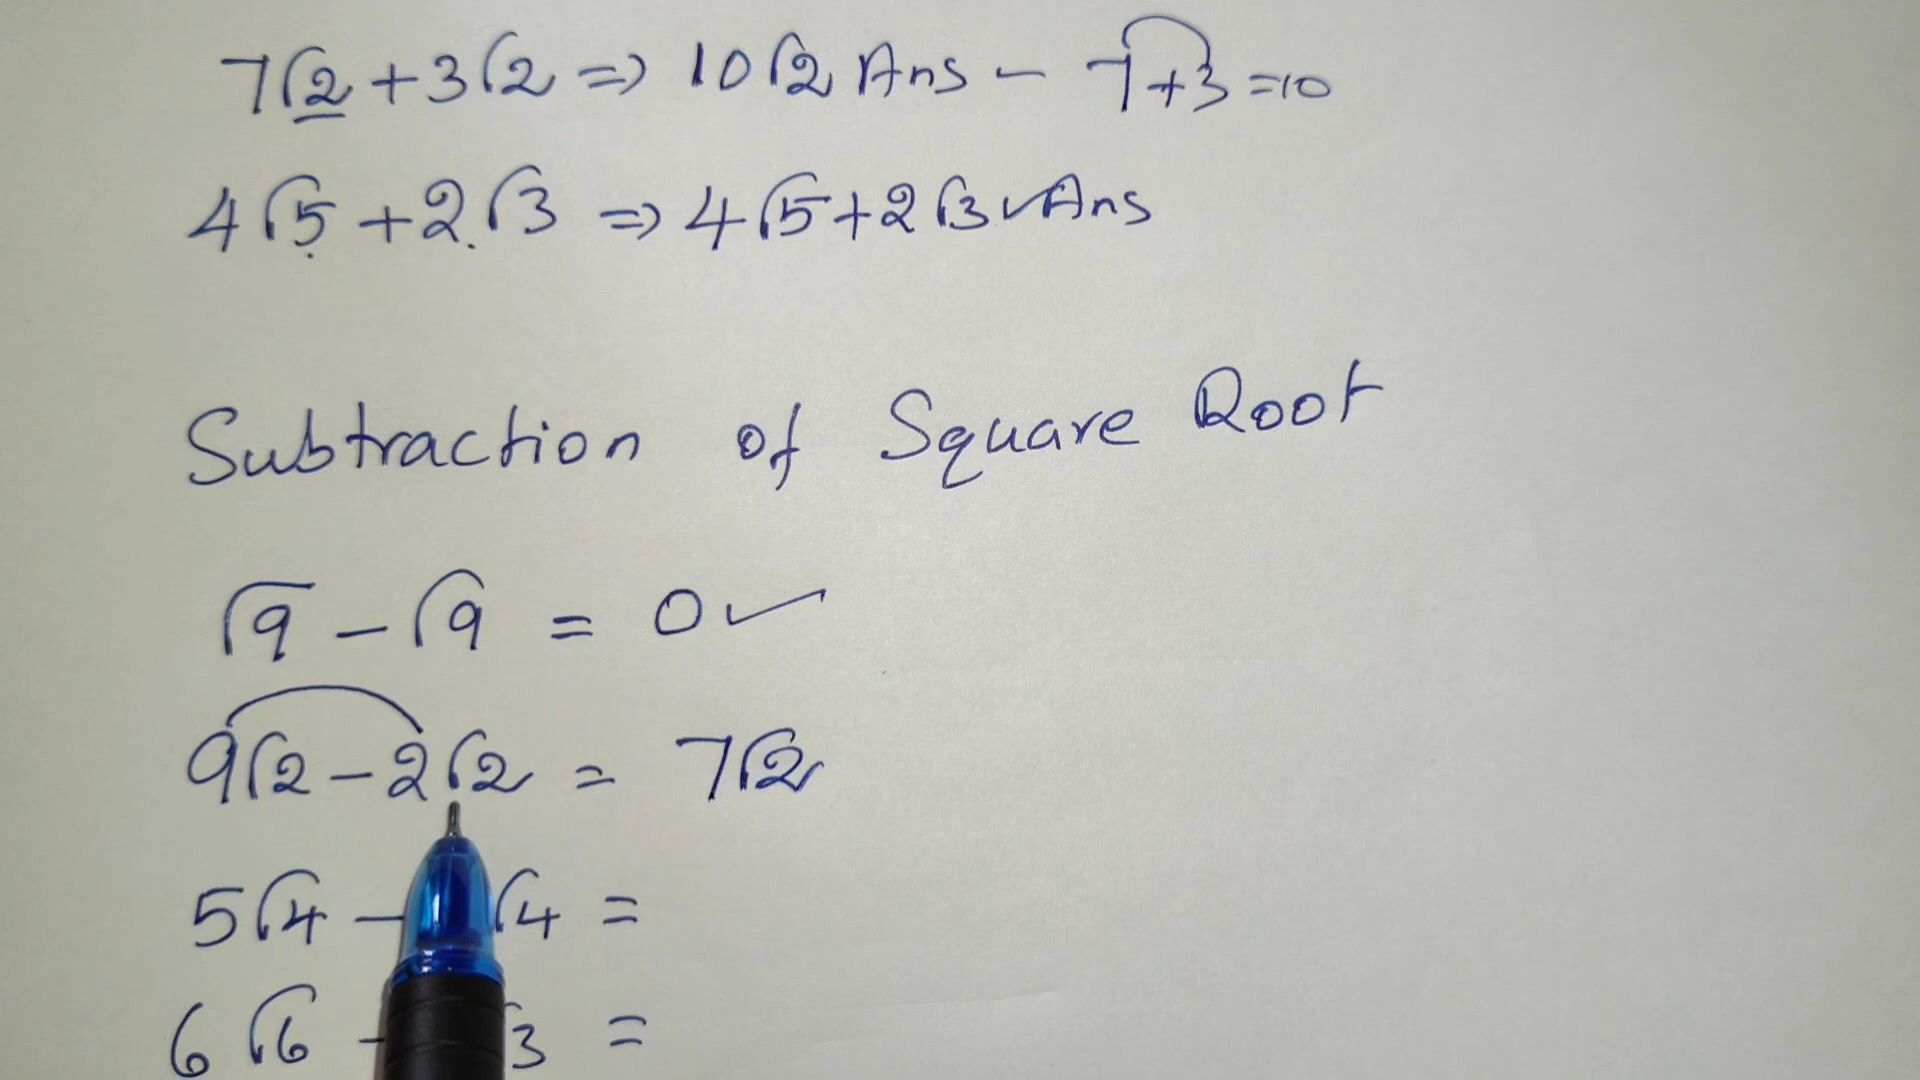 7√2 + 3√2 => 10√2 Ans - 7+3=10
4√5 + 2√3 => 4√5+2√3 ✓Ans
Subtraction of Square Root
√9 - √9 = 0✓
9√2 - 2√2 = 7√2
5√4 - √4 =
6√6 - √3 =